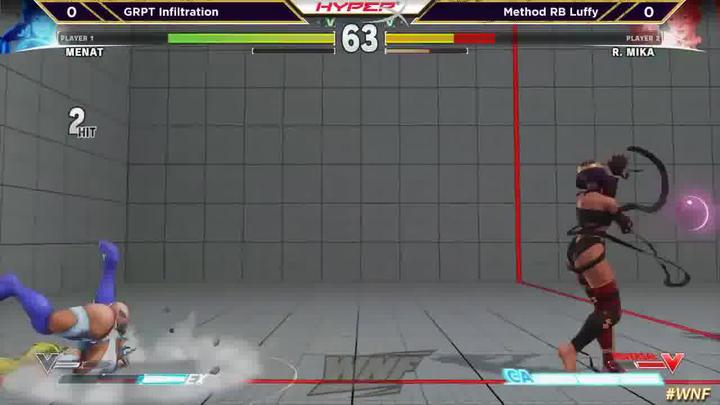 0 GRPT Infiltration HYPER Method RB Luffy 0
PLAYER 1 63 PLAYER 2
MENAT R. MIKA
2 HIT
V V
EX WNF CA
#WNF